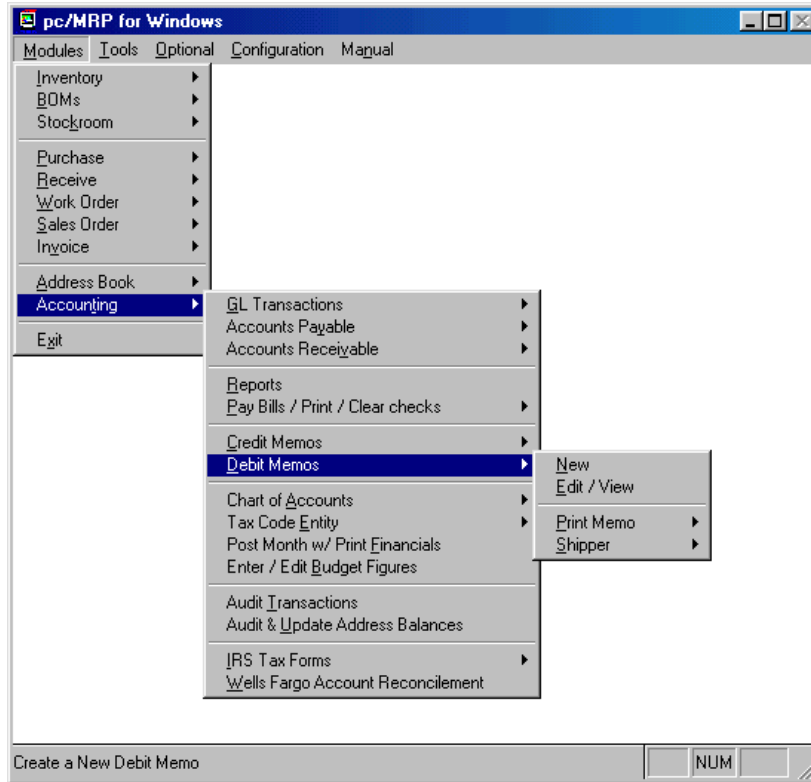 pc/MRP for Windows
Modules Tools Optional Configuration Manual
Inventory
BOMs
Stockroom
Purchase
Receive
Work Order
Sales Order
Invoice
Address Book
Accounting
Exit
GL Transactions
Accounts Payable
Accounts Receivable
Reports
Pay Bills / Print / Clear checks
Credit Memos
Debit Memos
Chart of Accounts
Tax Code Entity
Post Month w/ Print Financials
Enter / Edit Budget Figures
Audit Transactions
Audit & Update Address Balances
IRS Tax Forms
Wells Fargo Account Reconcilement
New
Edit / View
Print Memo
Shipper
Create a New Debit Memo
NUM